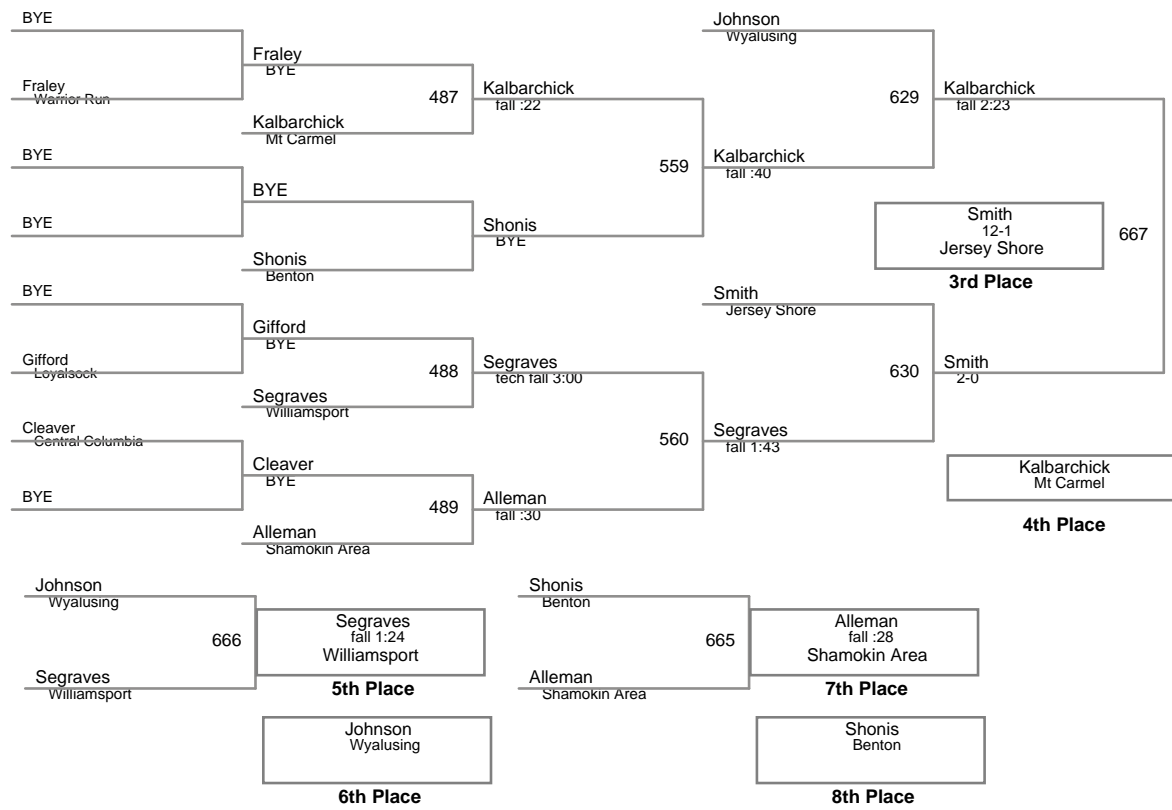 BYE
Johnson
Wyalusing
Fraley
BYE
Fraley
Warrior Run
487
Kalbarchick
fall :22
629
Kalbarchick
fall 2:23
Kalbarchick
Mt Carmel
BYE
559
Kalbarchick
fall :40
BYE
BYE
Shonis
BYE
Smith
12-1
Jersey Shore
667
Shonis
Benton
3rd Place
BYE
Smith
Jersey Shore
Gifford
BYE
Gifford
Loyalsock
488
Segraves
tech fall 3:00
630
Smith
2-0
Segraves
Williamsport
Cleaver
Central Columbia
560
Segraves
fall 1:43
Cleaver
BYE
Kalbarchick
Mt Carmel
BYE
489
Alleman
fall :30
4th Place
Alleman
Shamokin Area
Johnson
Wyalusing
Shonis
Benton
666
Segraves
fall 1:24
Williamsport
665
Alleman
fall :28
Shamokin Area
Segraves
Williamsport
5th Place
Alleman
Shamokin Area
7th Place
Johnson
Wyalusing
Shonis
Benton
6th Place
8th Place